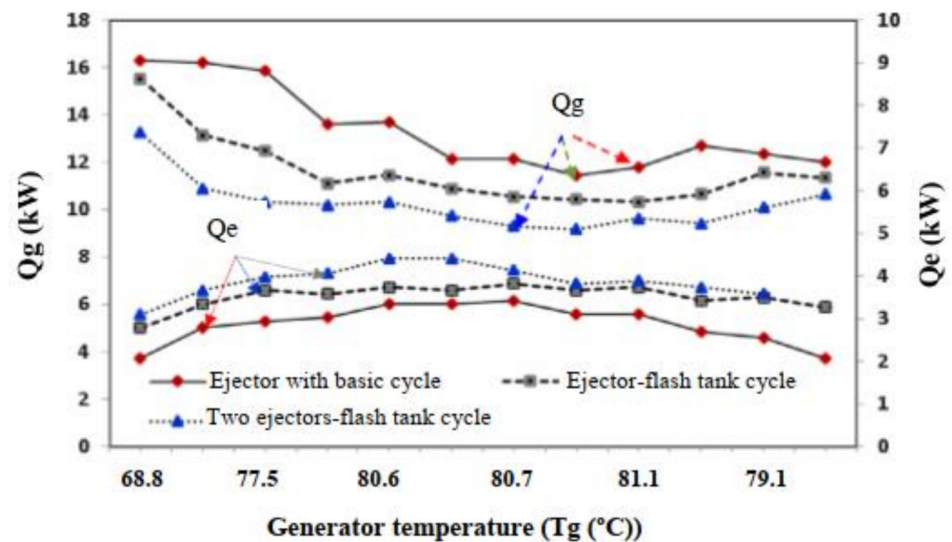 18
16
14
12
10
8
6
4
2
0
Qg (kW)
10
9
8
7
6
5
4
3
2
1
0
Qe (kW)
Qg
Qe
Ejector with basic cycle
Ejector-flash tank cycle
Two ejectors-flash tank cycle
68.8 77.5 80.6 80.7 81.1 79.1
Generator temperature (Tg (°C))